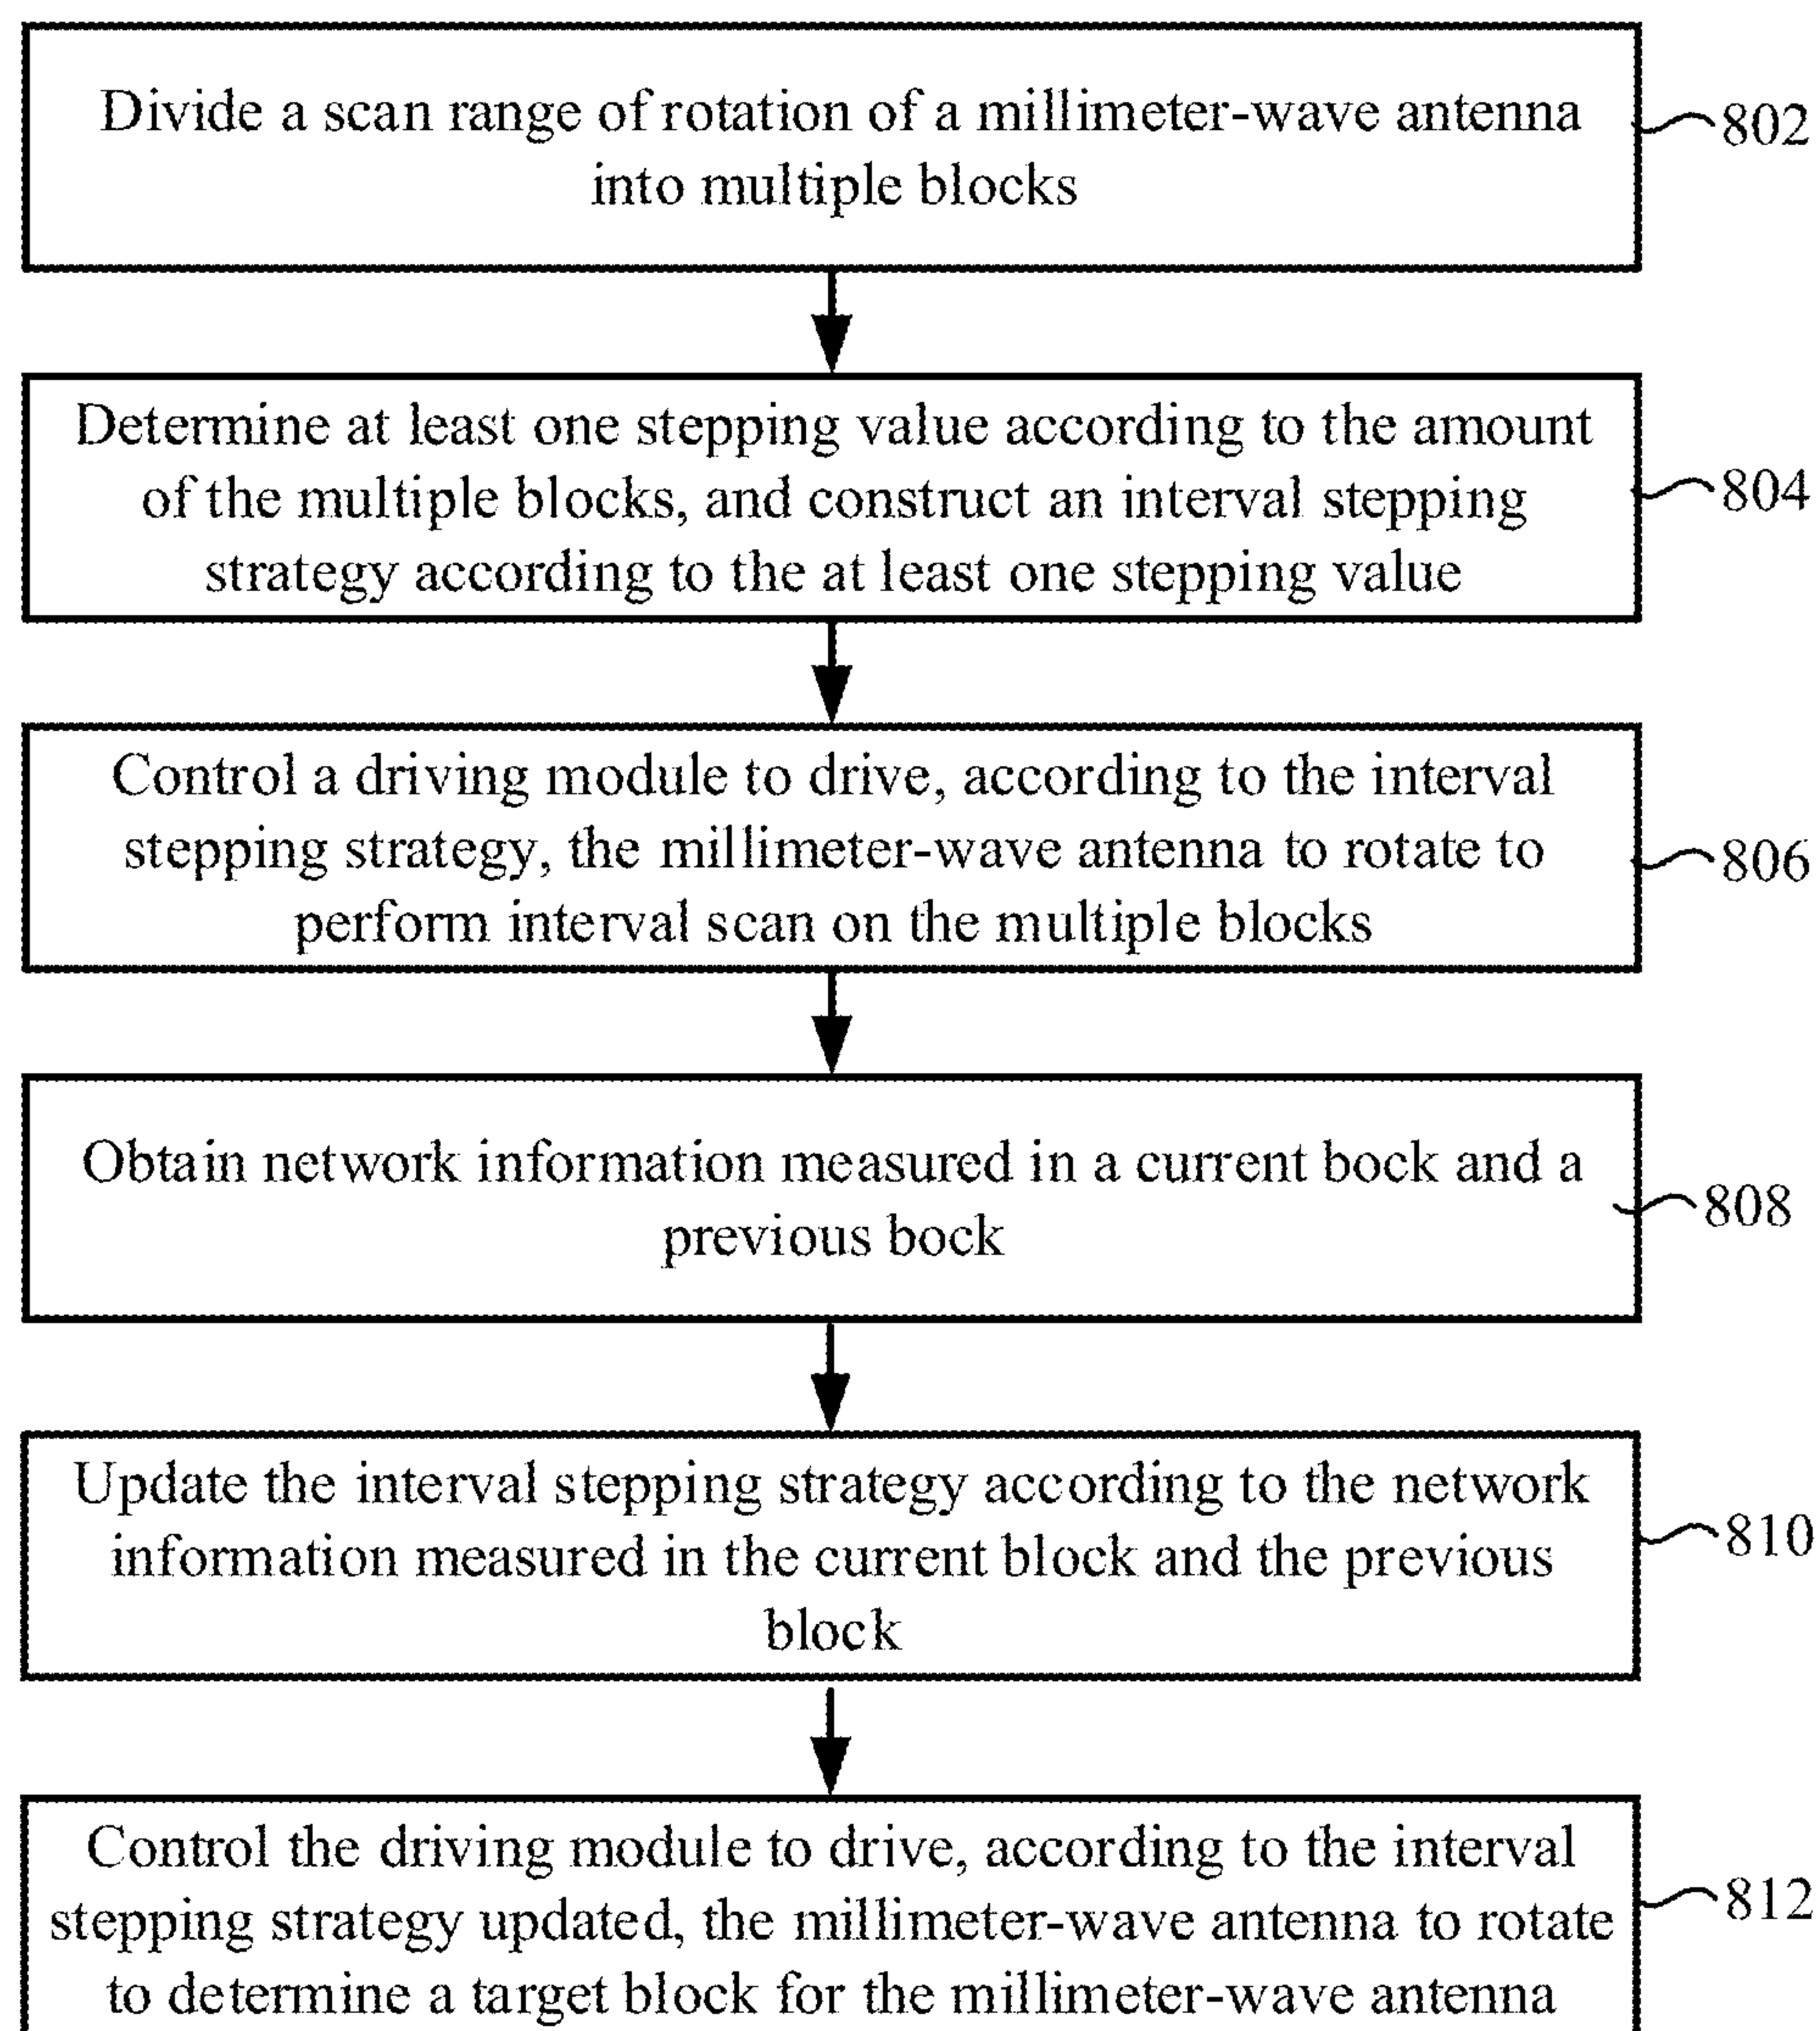 Divide a scan range of rotation of a millimeter-wave antenna
into multiple blocks
802
Determine at least one stepping value according to the amount
of the multiple blocks, and construct an interval stepping
strategy according to the at least one stepping value
804
Control a driving module to drive, according to the interval
stepping strategy, the millimeter-wave antenna to rotate to
perform interval scan on the multiple blocks
806
Obtain network information measured in a current bock and a
previous bock
808
Update the interval stepping strategy according to the network
information measured in the current block and the previous
block
810
Control the driving module to drive, according to the interval
stepping strategy updated, the millimeter-wave antenna to rotate
to determine a target block for the millimeter-wave antenna
812